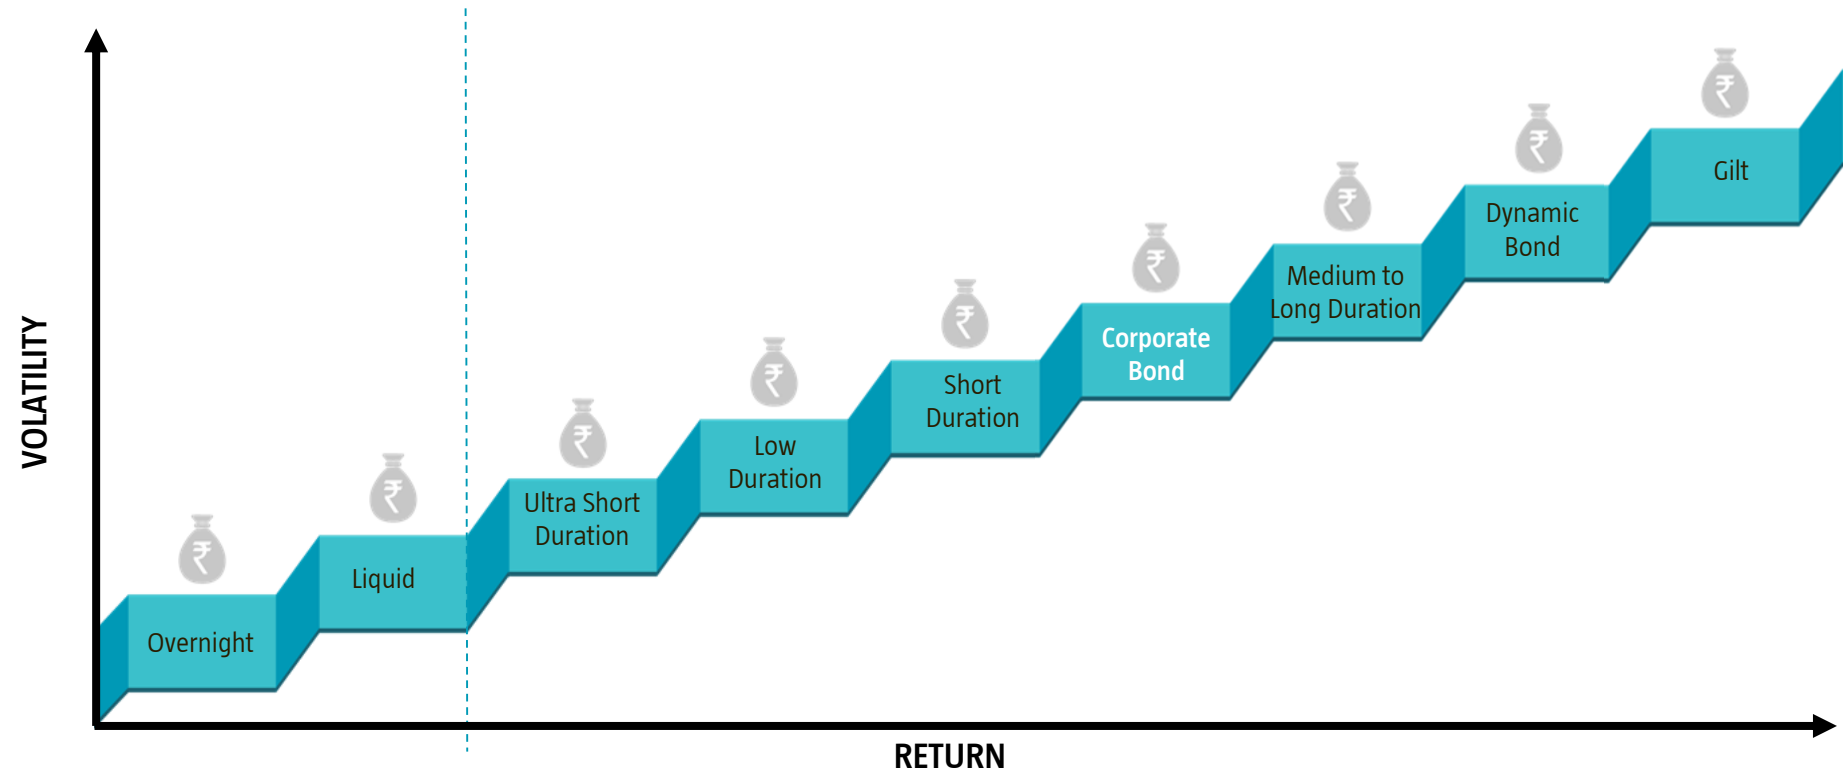 VOLATILITY
₹
Overnight
₹
Liquid
₹
Ultra Short
Duration
₹
Low
Duration
₹
Short
Duration
₹
Corporate
Bond
₹
Medium to
Long Duration
₹
Dynamic
Bond
₹
Gilt
RETURN